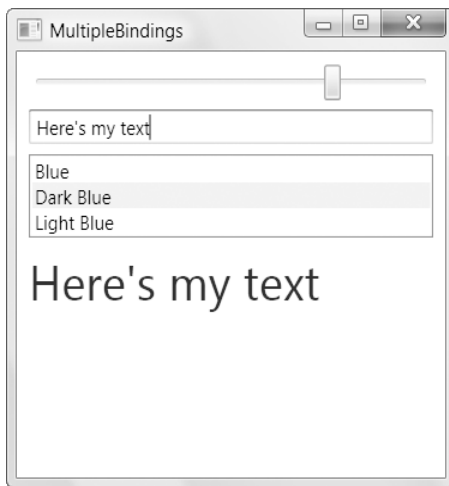 MultipleBindings
Here's my text
Blue
Dark Blue
Light Blue
Here's my text